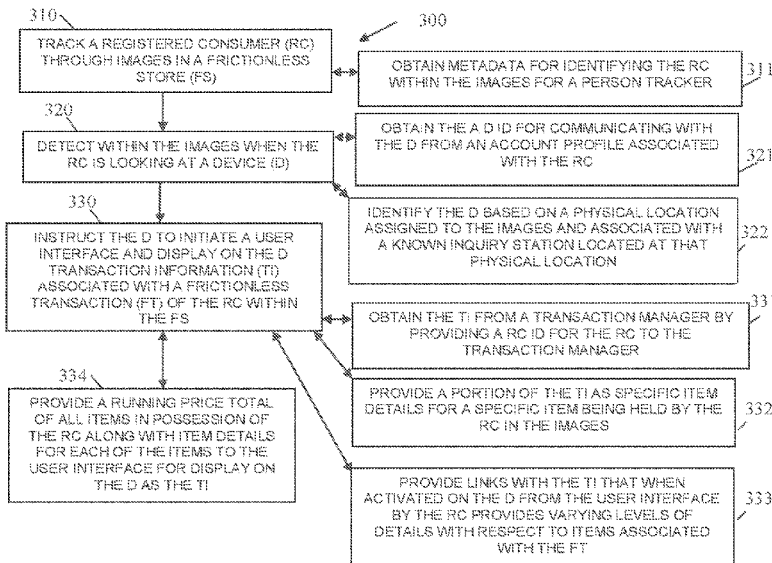 310
300
TRACK A REGISTERED CONSUMER (RC)
THROUGH IMAGES IN A FRICTIONLESS
STORE (FS)
OBTAIN METADATA FOR IDENTIFYING THE RC
WITHIN THE IMAGES FOR A PERSON TRACKER
311
320
DETECT WITHIN THE IMAGES WHEN THE
RC IS LOOKING AT A DEVICE (D)
OBTAIN THE A D ID FOR COMMUNICATING WITH
THE D FROM AN ACCOUNT PROFILE ASSOCIATED
WITH THE RC
321
330
INSTRUCT THE D TO INITIATE A USER
INTERFACE AND DISPLAY ON THE D
TRANSACTION INFORMATION (TI)
ASSOCIATED WITH A FRICTIONLESS
TRANSACTION (FT) OF THE RC WITHIN
THE FS
IDENTIFY THE D BASED ON A PHYSICAL LOCATION
ASSIGNED TO THE IMAGES AND ASSOCIATED WITH
A KNOWN INQUIRY STATION LOCATED AT THAT
PHYSICAL LOCATION
322
OBTAIN THE TI FROM A TRANSACTION MANAGER BY
PROVIDING A RC ID FOR THE RC TO THE
TRANSACTION MANAGER
331
334
PROVIDE A RUNNING PRICE TOTAL
OF ALL ITEMS IN POSSESSION OF
THE RC ALONG WITH ITEM DETAILS
FOR EACH OF THE ITEMS TO THE
USER INTERFACE FOR DISPLAY ON
THE D AS THE TI
PROVIDE A PORTION OF THE TI AS SPECIFIC ITEM
DETAILS FOR A SPECIFIC ITEM BEING HELD BY THE
RC IN THE IMAGES
332
PROVIDE LINKS WITH THE TI THAT WHEN
ACTIVATED ON THE D FROM THE USER INTERFACE
BY THE RC PROVIDES VARYING LEVELS OF
DETAILS WITH RESPECT TO ITEMS ASSOCIATED
WITH THE FT
333